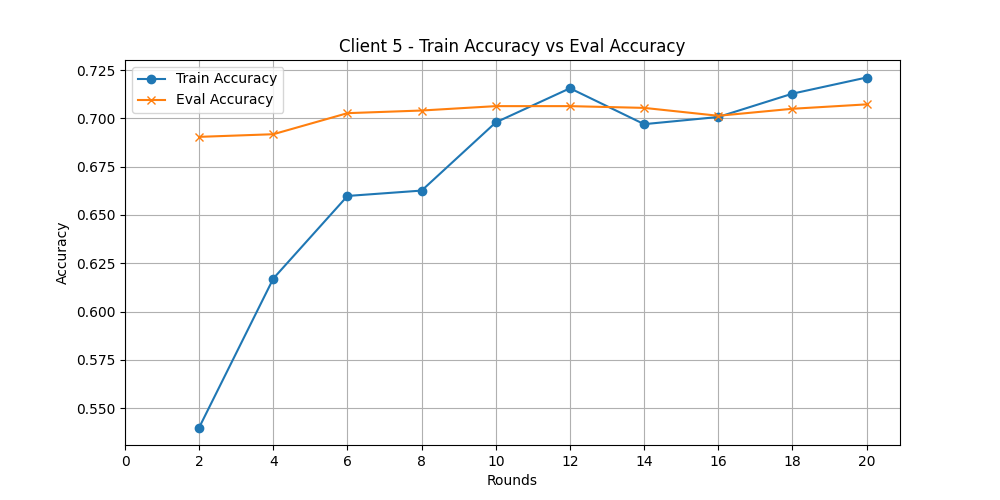 Client 5 - Train Accuracy vs Eval Accuracy
Train Accuracy
Eval Accuracy
Accuracy
0.725
0.700
0.675
0.650
0.625
0.600
0.575
0.550
0 2 4 6 8 10 12 14 16 18 20
Rounds